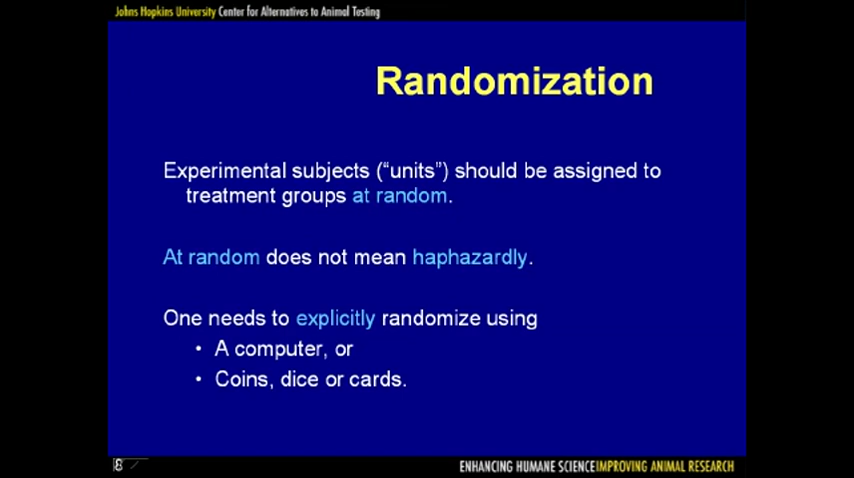 Johns Hopkins University Center for Alternatives to Animal Testing
Randomization
Experimental subjects (“units”) should be assigned to
treatment groups at random.
At random does not mean haphazardly.
One needs to explicitly randomize using
• A computer, or
• Coins, dice or cards.
8
ENHANCING HUMANE SCIENCE IMPROVING ANIMAL RESEARCH